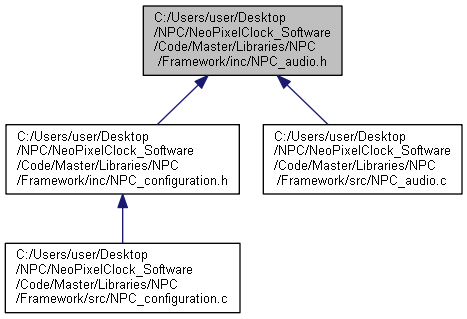 C:/Users/user/Desktop
/NPC/NeoPixelClock_Software
/Code/Master/Libraries/NPC
/Framework/inc/NPC_audio.h
C:/Users/user/Desktop
/NPC/NeoPixelClock_Software
/Code/Master/Libraries/NPC
/Framework/inc/NPC_configuration.h
C:/Users/user/Desktop
/NPC/NeoPixelClock_Software
/Code/Master/Libraries/NPC
/Framework/src/NPC_audio.c
C:/Users/user/Desktop
/NPC/NeoPixelClock_Software
/Code/Master/Libraries/NPC
/Framework/src/NPC_configuration.c